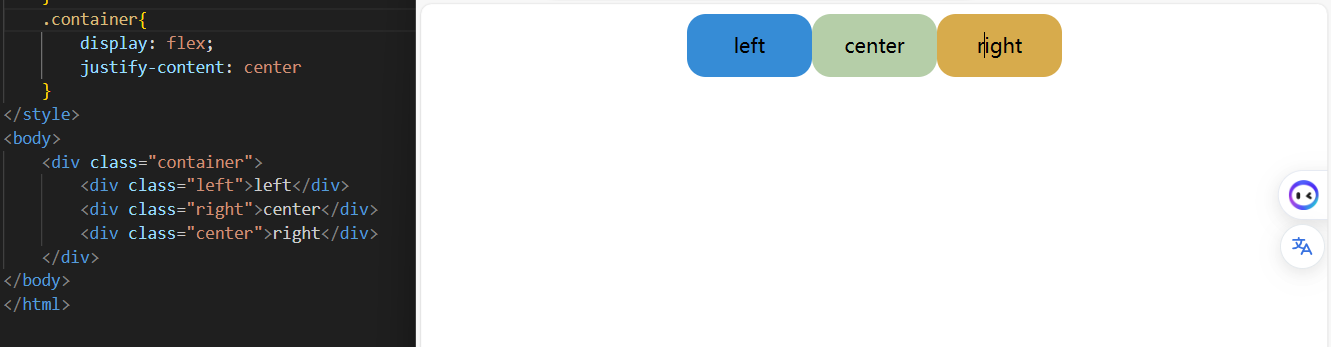 }
.container{
display: flex;
justify-content: center
}
</style>
<body>
<div class="container">
<div class="left">left</div>
<div class="right">center</div>
<div class="center">right</div>
</div>
</body>
</html>
left center right
文A